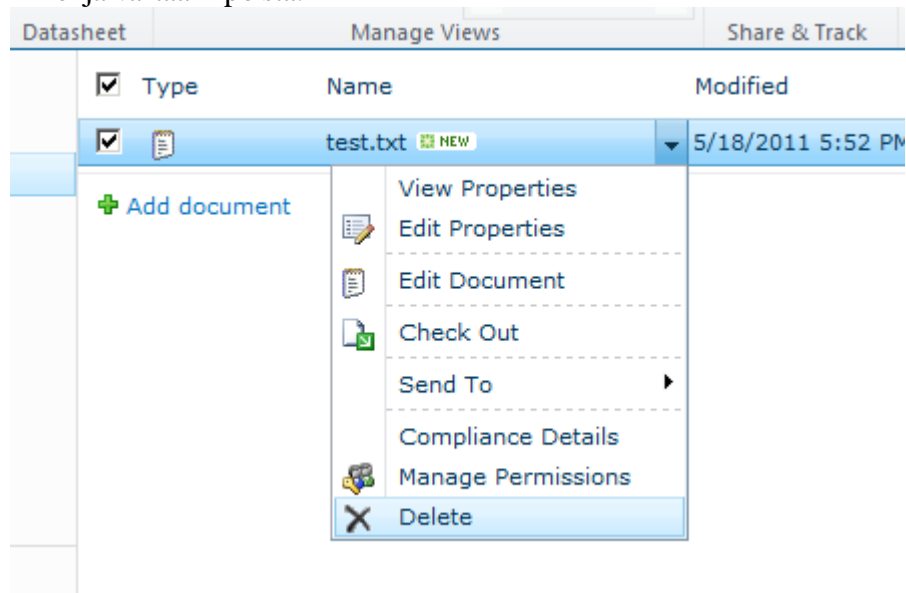 Datasheet Manage Views Share & Track
Type Name Modified
test.txt NEW 5/18/2011 5:52 PM
Add document
View Properties
Edit Properties
Edit Document
Check Out
Send To
Compliance Details
Manage Permissions
Delete